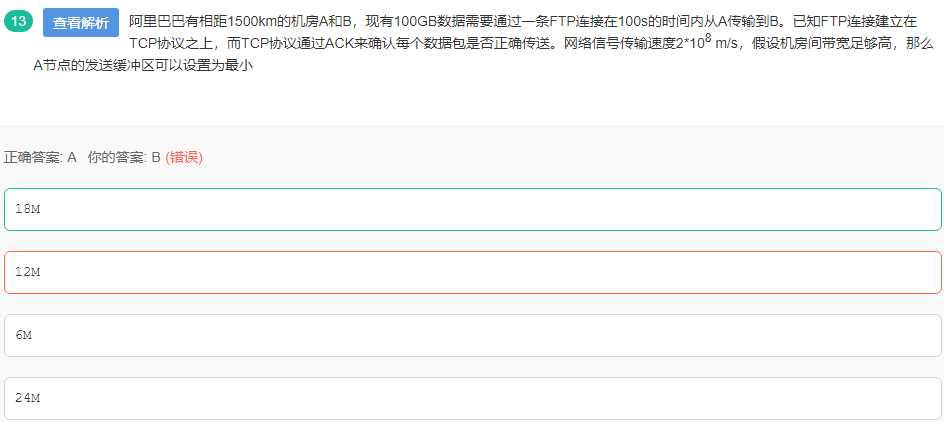 13 查看解析 阿里巴巴有相距1500km的机房A和B，现有100GB数据需要通过一条FTP连接在100s的时间内从A传输到B。已知FTP连接建立在
TCP协议之上，而TCP协议通过ACK来确认每个数据包是否正确传送。网络信号传输速度2*10⁸ m/s，假设机房间带宽足够高，那么
A节点的发送缓冲区可以设置为最小
正确答案: A 你的答案: B (错误)
18M
12M
6M
24M